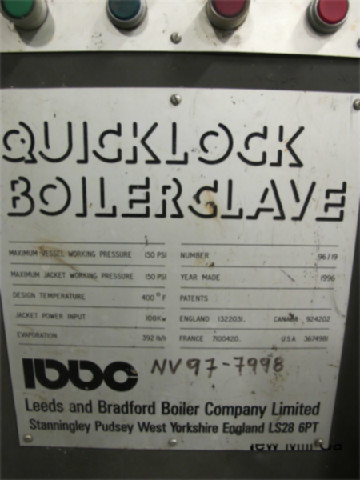 QUICKLOCK
BOILERCLAVE
MAXIMUM VESSEL WORKING PRESSURE 150 PSI
NUMBER
MAXIMUM JACKET WORKING PRESSURE 150 PSI
YEAR MADE 1996
DESIGN TEMPERATURE 400 °F
PATENTS
JACKET POWER INPUT
ENGLAND CANADA 924202
EVAPORATION
FRANCE 7100420. U.S.A.
lbbc NV97-7998
Leeds and Bradford Boiler Company Limited
Stanningley Pudsey West Yorkshire England LS28 6PT